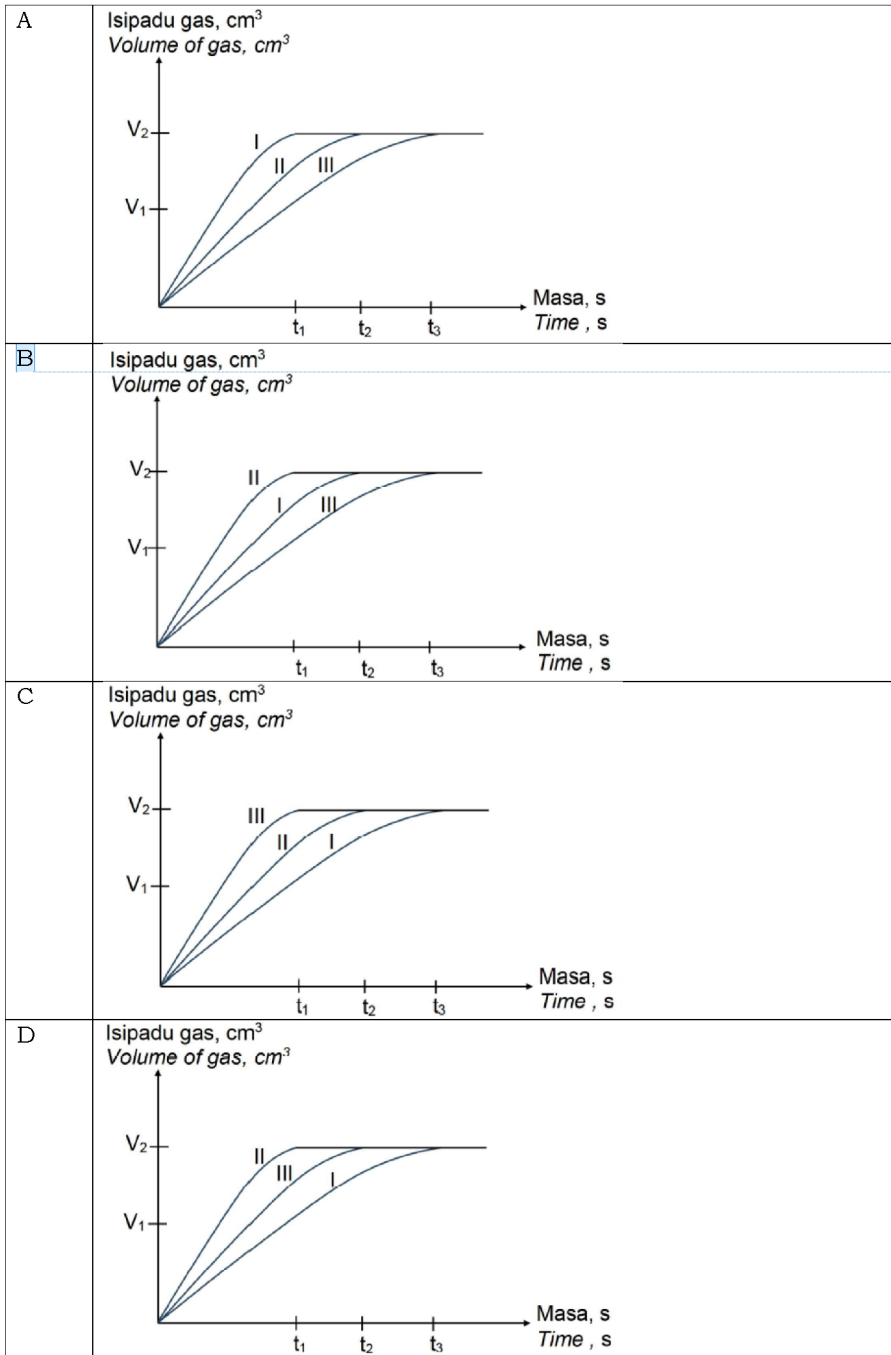 A
Isipadu gas, cm³
Volume of gas, cm³
V₂
I
II
III
V₁
Masa, s
t₁ t₂ t₃
Time , s
B
Isipadu gas, cm³
Volume of gas, cm³
V₂
II
I
III
V₁
Masa, s
t₁ t₂ t₃
Time , s
C
Isipadu gas, cm³
Volume of gas, cm³
V₂
III
II
I
V₁
Masa, s
t₁ t₂ t₃
Time , s
D
Isipadu gas, cm³
Volume of gas, cm³
V₂
II
III
I
V₁
Masa, s
t₁ t₂ t₃
Time , s